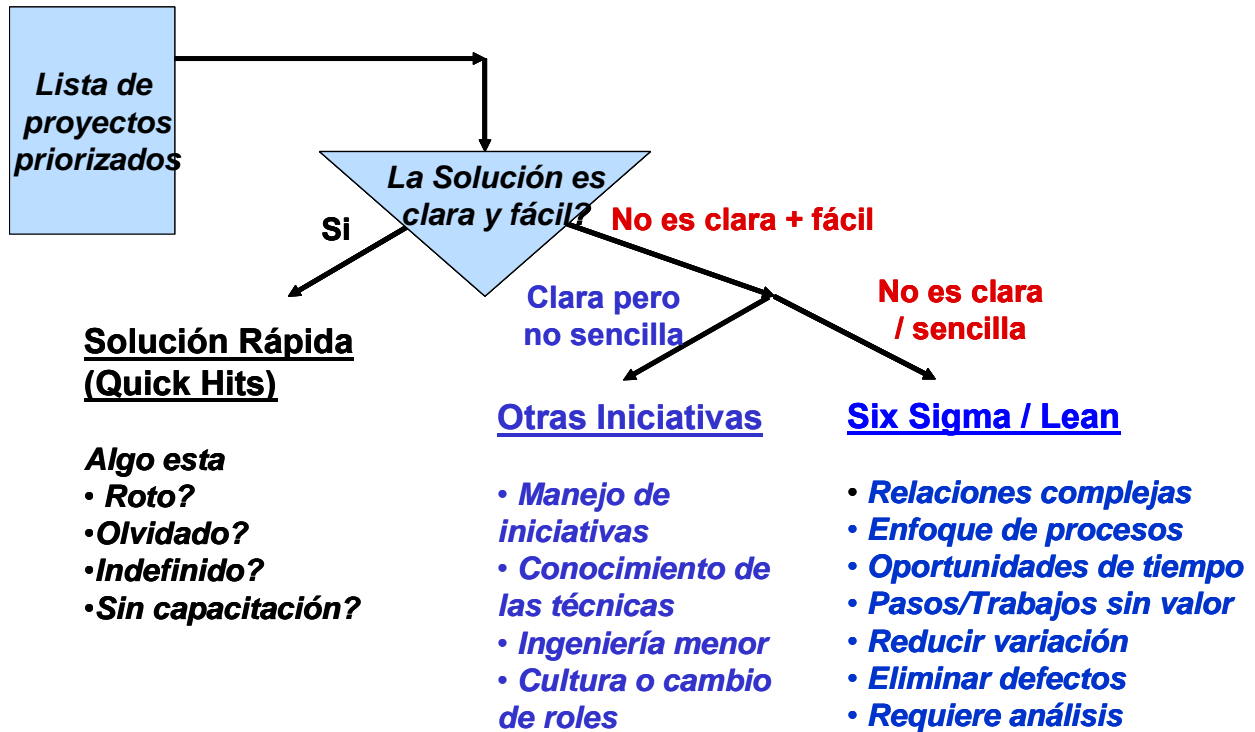 Lista de
proyectos
priorizados
La Solución es
clara y fácil?
Si
No es clara + fácil
Clara pero
no sencilla
No es clara
/ sencilla
Solución Rápida
(Quick Hits)
Algo esta
• Roto?
•Olvidado?
•Indefinido?
•Sin capacitación?
Otras Iniciativas
• Manejo de
iniciativas
• Conocimiento de
las técnicas
• Ingeniería menor
• Cultura o cambio
de roles
Six Sigma / Lean
• Relaciones complejas
• Enfoque de procesos
• Oportunidades de tiempo
• Pasos/Trabajos sin valor
• Reducir variación
• Eliminar defectos
• Requiere análisis